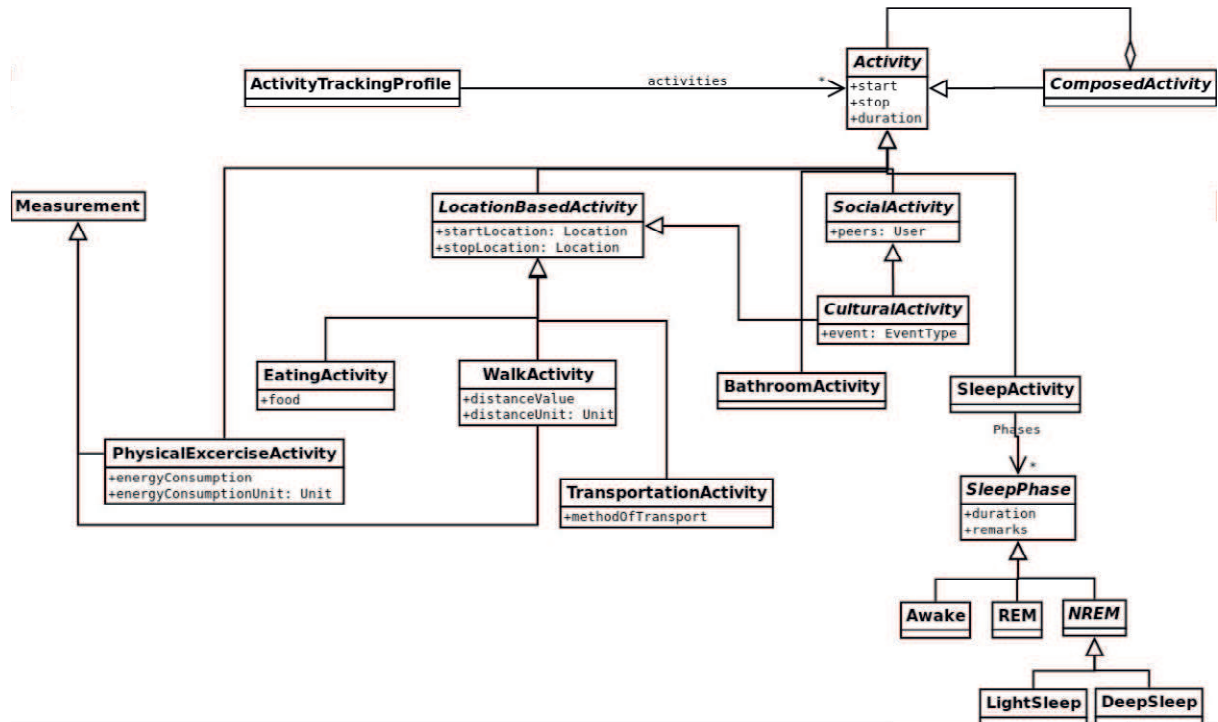 Activity
+start
+stop
+duration
ActivityTrackingProfile
activities
*
ComposedActivity
Measurement
LocationBasedActivity
+startLocation: Location
+stopLocation: Location
SocialActivity
+peers: User
CulturalActivity
+event: EventType
EatingActivity
+food
WalkActivity
+distanceValue
+distanceUnit: Unit
BathroomActivity
SleepActivity
Phases
*
PhysicalExcerciseActivity
+energyConsumption
+energyConsumptionUnit: Unit
TransportationActivity
+methodOfTransport
SleepPhase
+duration
+remarks
Awake
REM
NREM
LightSleep
DeepSleep